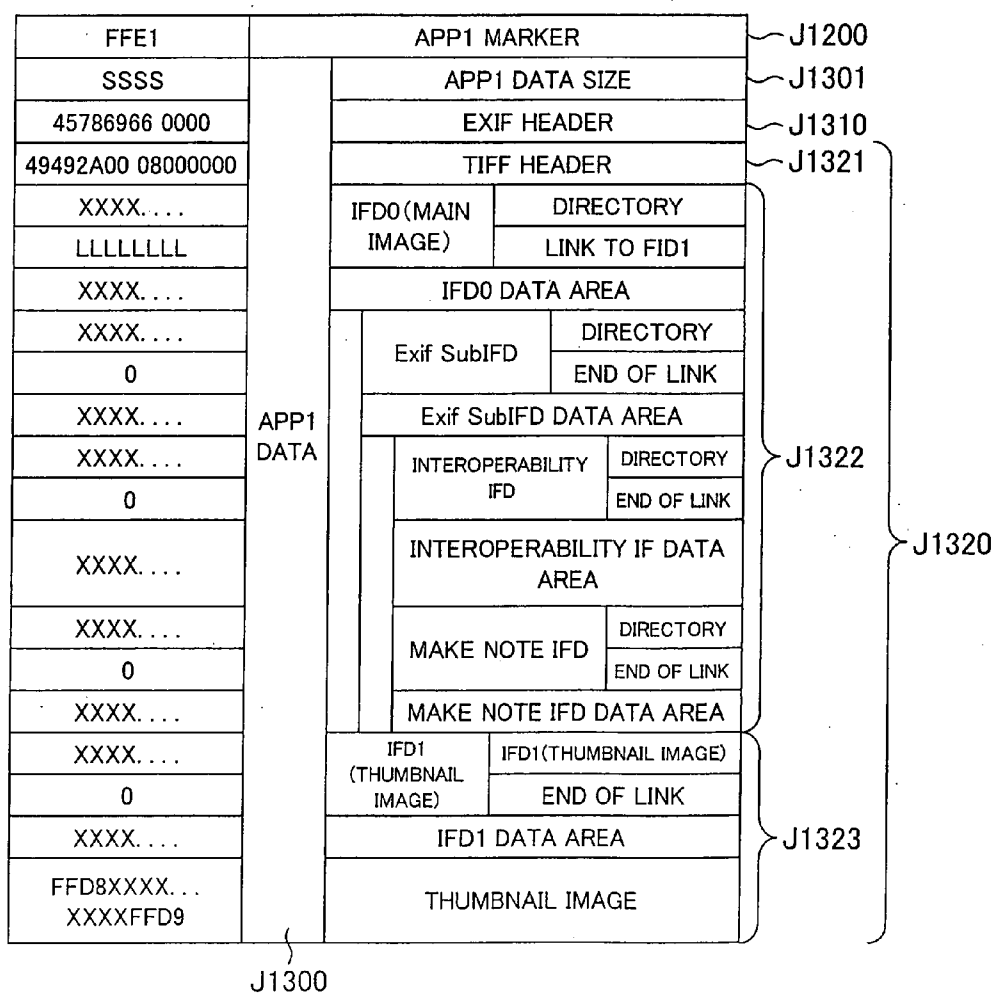 FFE1 APP1 MARKER J1200
SSSS APP1 DATA SIZE J1301
45786966 0000 EXIF HEADER J1310
49492A00 08000000 TIFF HEADER J1321
XXXX.... IFD0(MAIN IMAGE) DIRECTORY
LLLLLLLL LINK TO FID1
XXXX.... IFD0 DATA AREA
XXXX.... Exif SubIFD DIRECTORY
0 END OF LINK
XXXX.... Exif SubIFD DATA AREA
APP1
DATA
XXXX.... INTEROPERABILITY IFD DIRECTORY
J1322
0 END OF LINK
XXXX.... INTEROPERABILITY IF DATA AREA
J1320
XXXX.... MAKE NOTE IFD DIRECTORY
0 END OF LINK
XXXX.... MAKE NOTE IFD DATA AREA
XXXX.... IFD1 (THUMBNAIL IMAGE) IFD1(THUMBNAIL IMAGE)
0 END OF LINK
XXXX.... IFD1 DATA AREA J1323
FFD8XXXX...
XXXXFFD9
THUMBNAIL IMAGE
J1300